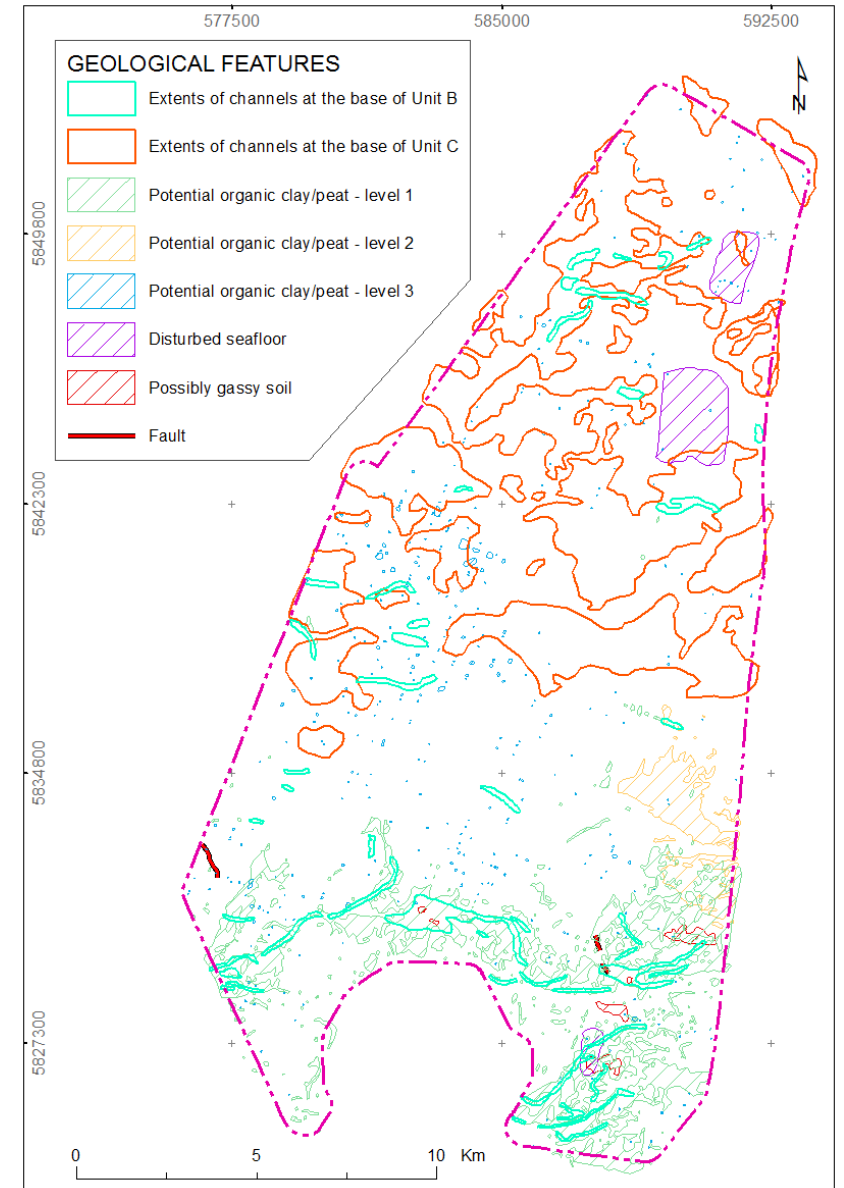 577500 585000 592500
GEOLOGICAL FEATURES
Extents of channels at the base of Unit B
Extents of channels at the base of Unit C
Potential organic clay/peat - level 1
Potential organic clay/peat - level 2
Potential organic clay/peat - level 3
Disturbed seafloor
Possibly gassy soil
Fault
N
5849800
5842300
5834800
5827300
0 5 10 Km